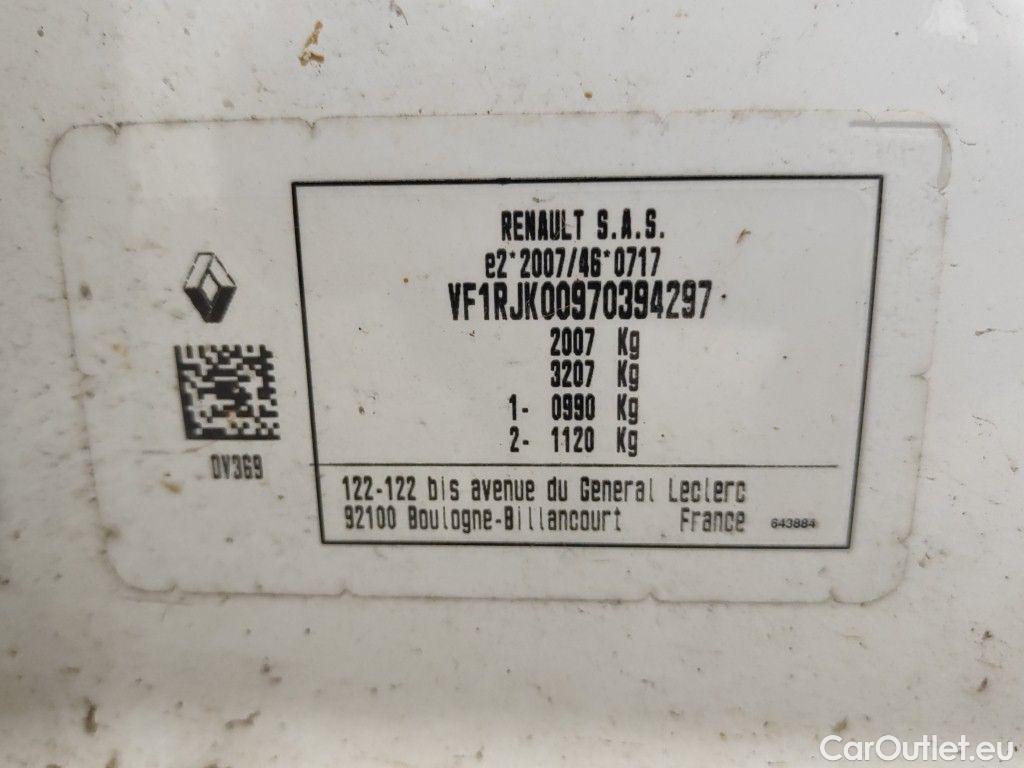 RENAULT S.A.S.
e2*2007/46*0717
VF1RJK00970394297
2007 Kg
3207 Kg
1- 0990 Kg
2- 1120 Kg
DV369
122-122 bis avenue du General Leclerc
92100 Boulogne-Billancourt France 643884
CarOutlet.eu